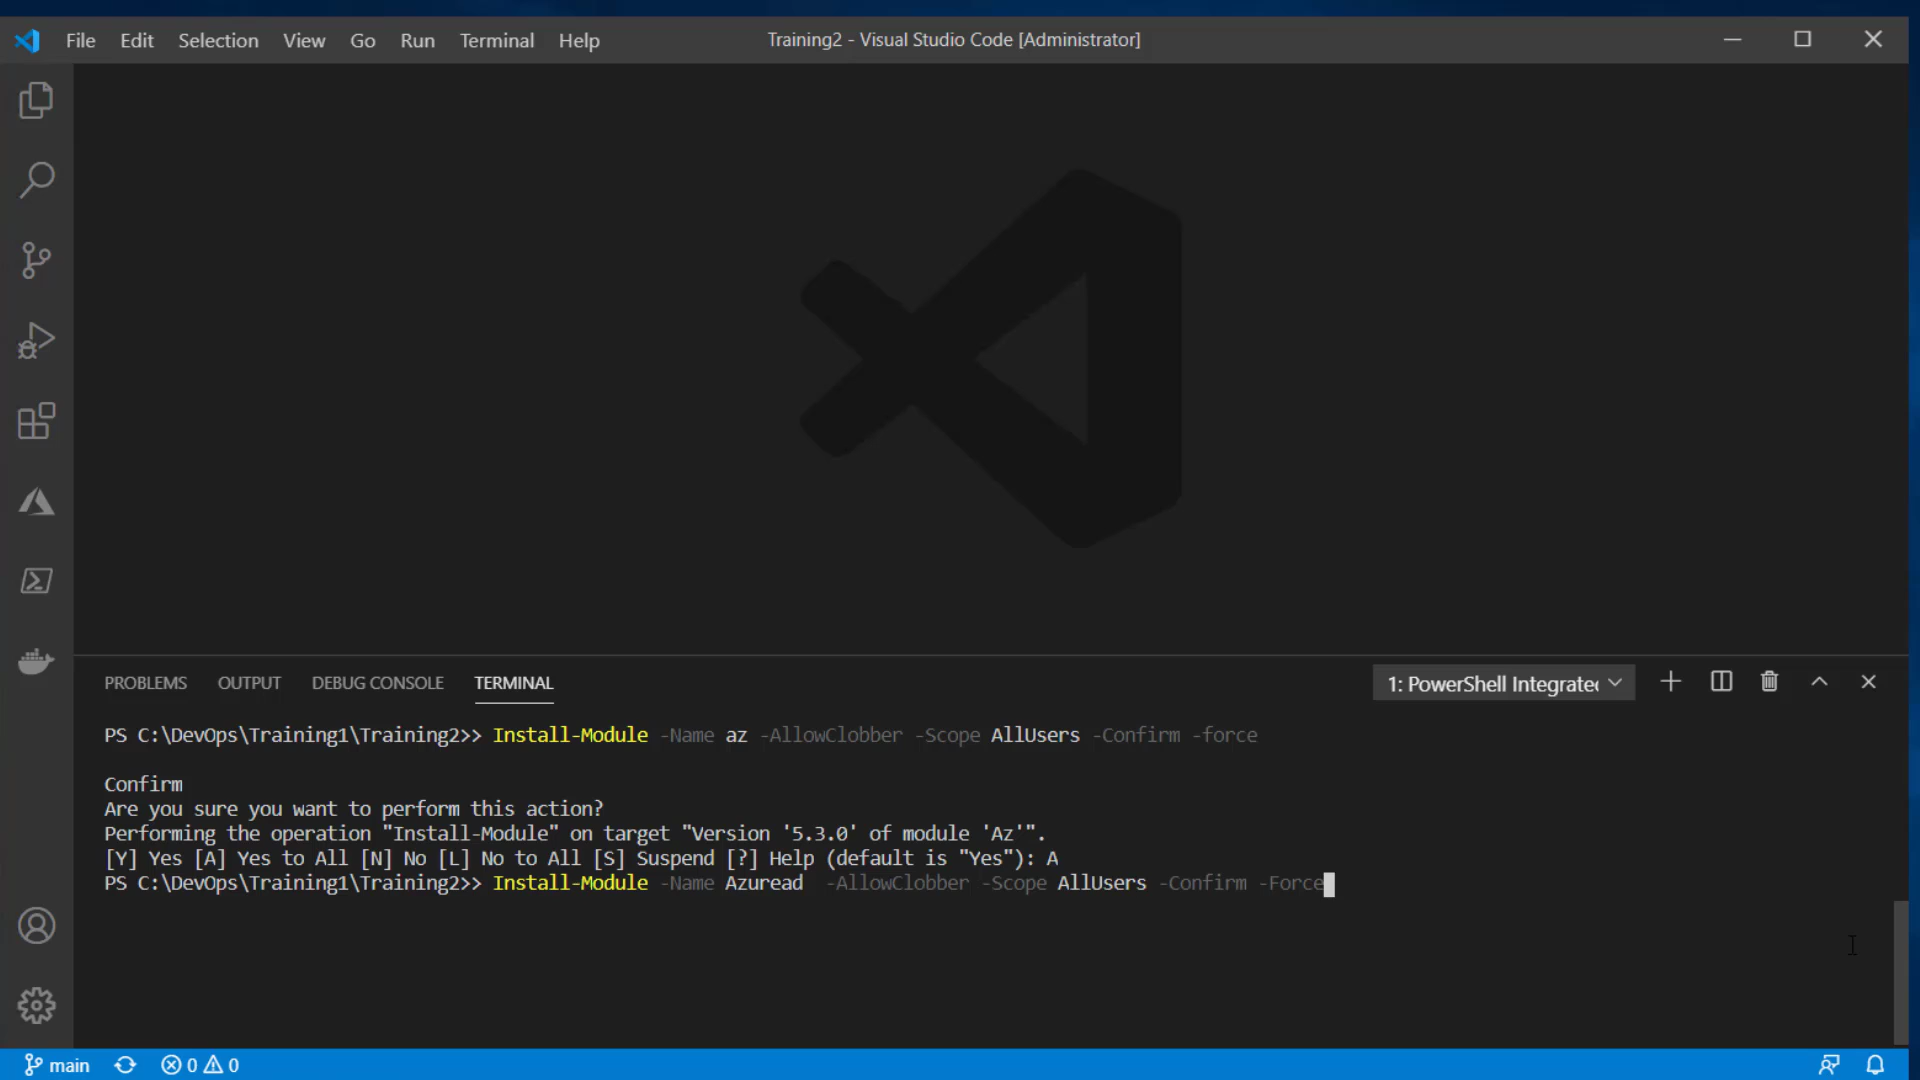 File Edit Selection View Go Run Terminal Help
Training2 - Visual Studio Code [Administrator]
PROBLEMS OUTPUT DEBUG CONSOLE TERMINAL
1: PowerShell Integrated
PS C:\DevOps\Training1\Training2>> Install-Module -Name az -AllowClobber -Scope AllUsers -Confirm -force
Confirm
Are you sure you want to perform this action?
Performing the operation "Install-Module" on target "Version '5.3.0' of module 'Az'".
[Y] Yes [A] Yes to All [N] No [L] No to All [S] Suspend [?] Help (default is "Yes"): A
PS C:\DevOps\Training1\Training2>> Install-Module -Name Azuread  -AllowClobber -Scope AllUsers -Confirm -Force
main 0 0